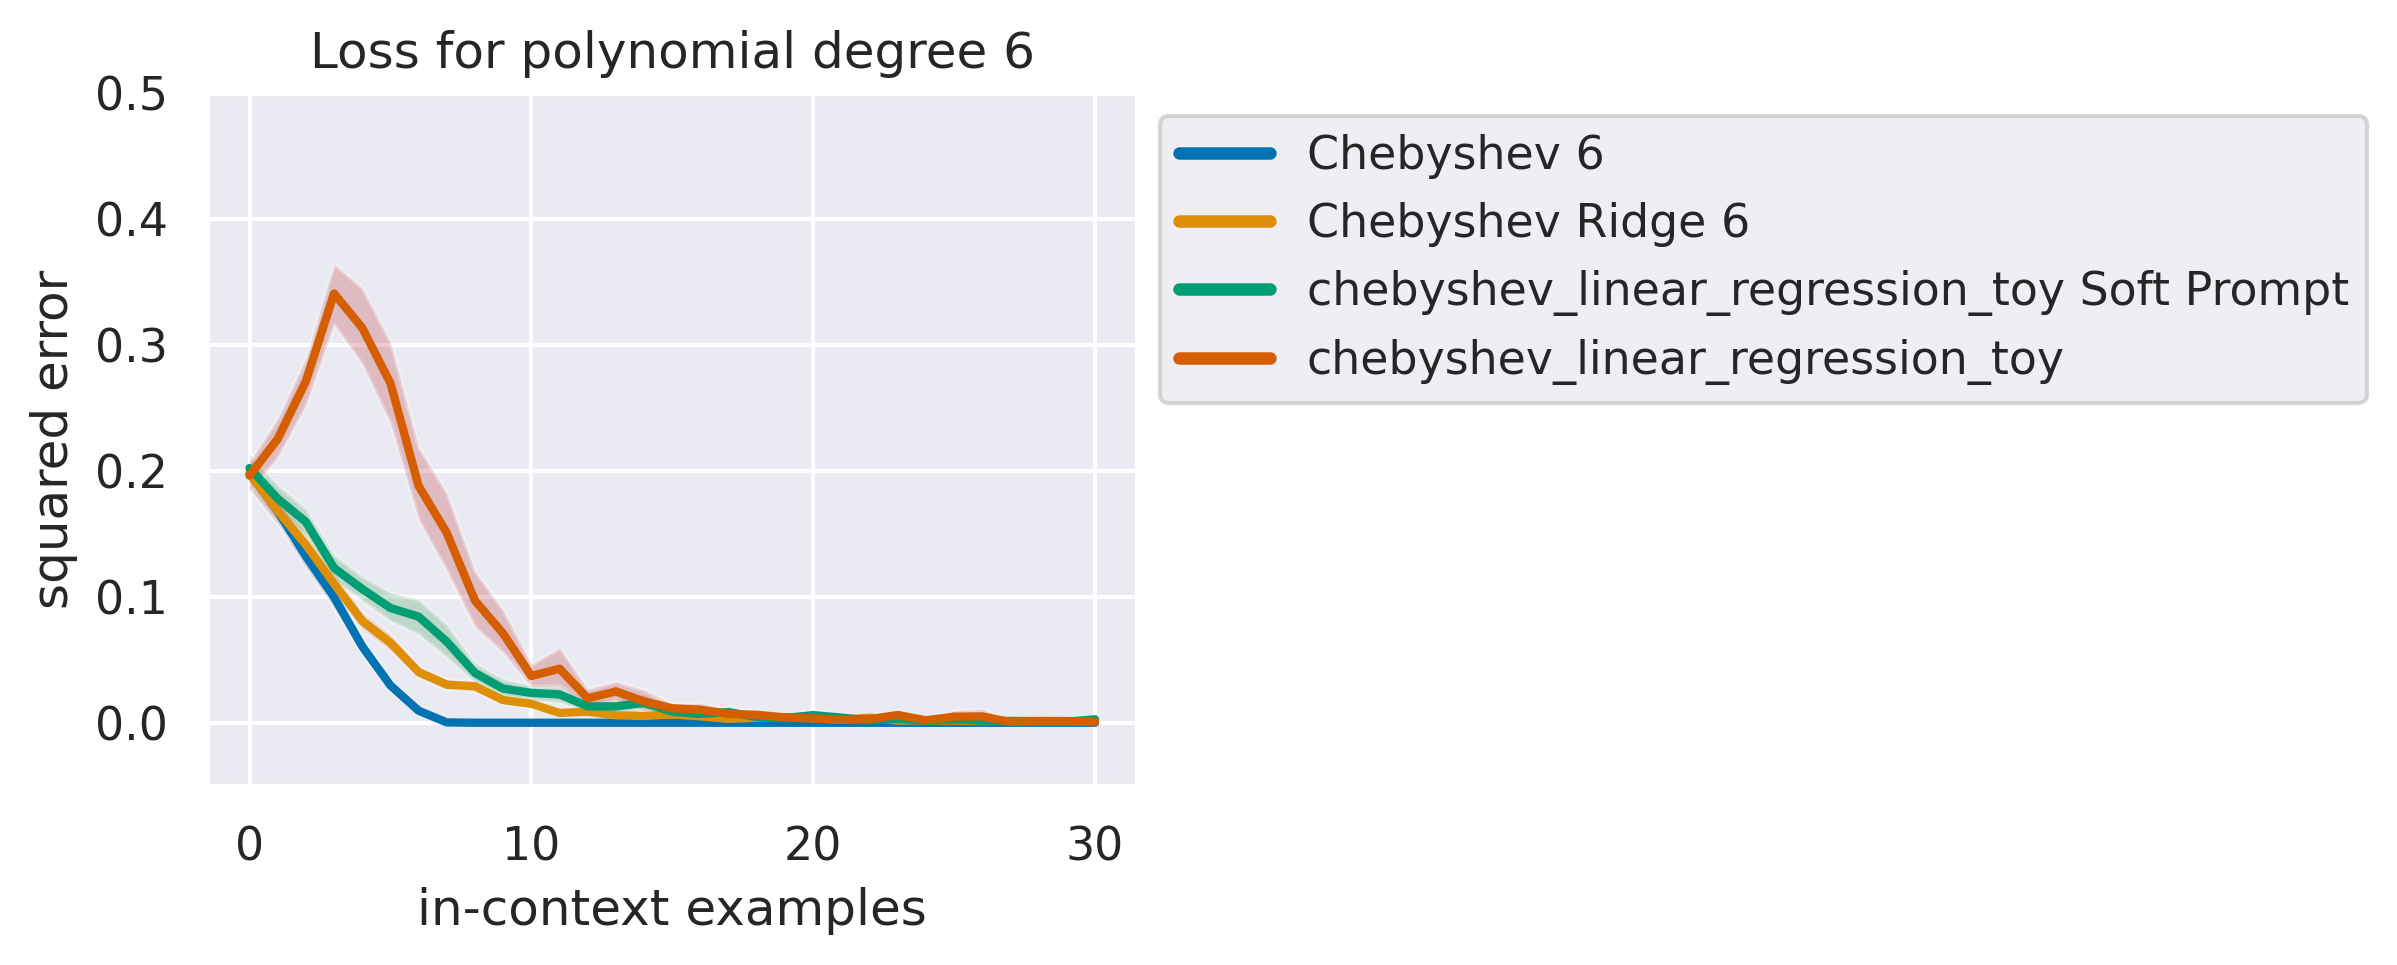 Loss for polynomial degree 6
0.5
0.4
0.3
0.2
0.1
0.0
squared error
0 10 20 30
in-context examples
Chebyshev 6
Chebyshev Ridge 6
chebyshev_linear_regression_toy Soft Prompt
chebyshev_linear_regression_toy